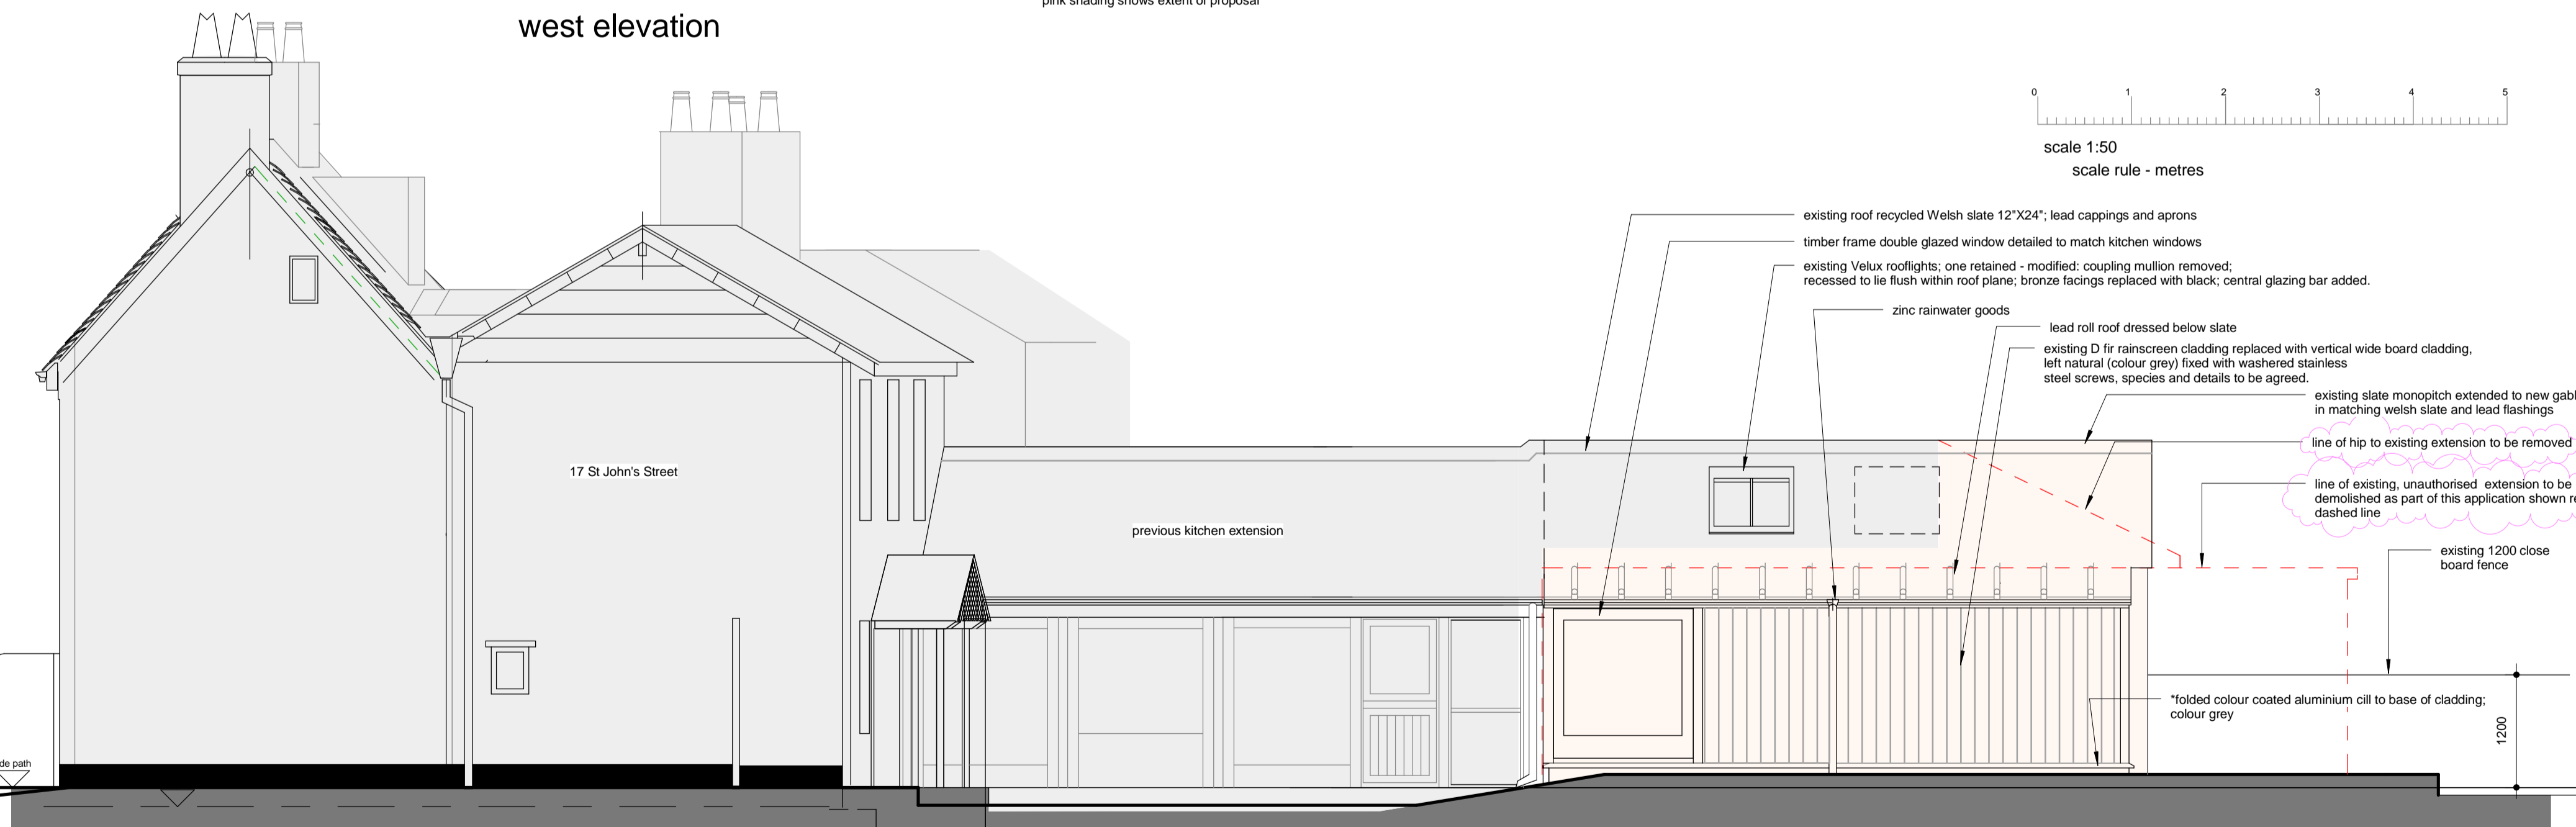 pink shading shows extent of proposal
west elevation
0 1 2 3 4 5
scale 1:50
scale rule - metres
existing roof recycled Welsh slate 12"X24"; lead cappings and aprons
timber frame double glazed window detailed to match kitchen windows
existing Velux rooflights; one retained - modified: coupling mullion removed;
recessed to lie flush within roof plane; bronze facings replaced with black; central glazing bar added.
zinc rainwater goods
lead roll roof dressed below slate
existing D fir rainscreen cladding replaced with vertical wide board cladding,
left natural (colour grey) fixed with washered stainless
steel screws, species and details to be agreed.
existing slate monopitch extended to new gabl
in matching welsh slate and lead flashings
line of hip to existing extension to be removed
line of existing, unauthorised extension to be
demolished as part of this application shown re
dashed line
17 St John's Street
previous kitchen extension
existing 1200 close
board fence
*folded colour coated aluminium cill to base of cladding;
colour grey
1200
de path